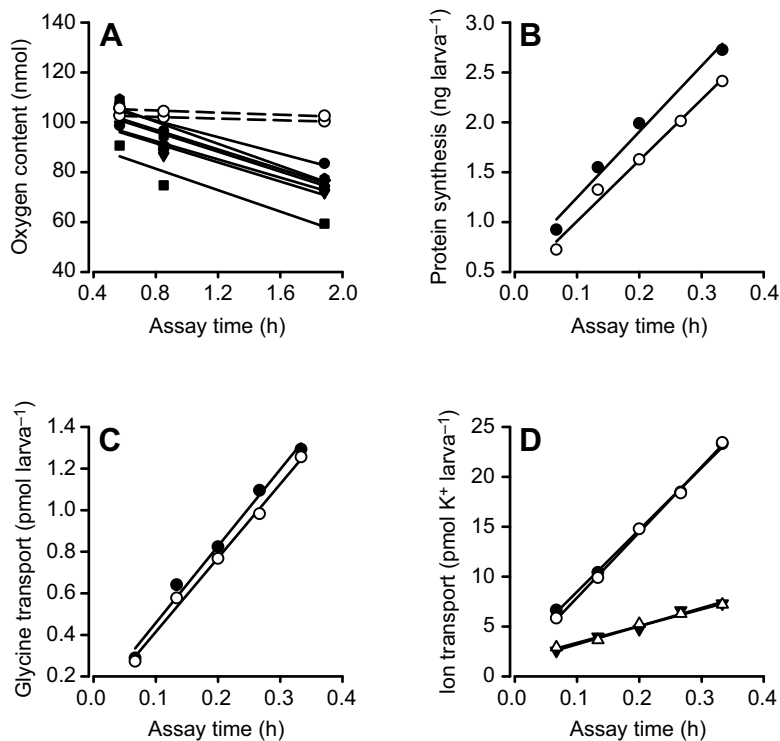 A
Oxygen content (nmol)
140
120
100
80
60
40
0.4 0.8 1.2 1.6 2.0
Assay time (h)
B
Protein synthesis (ng larva–1)
3.0
2.5
2.0
1.5
1.0
0.5
0.0 0.1 0.2 0.3 0.4
Assay time (h)
C
Glycine transport (pmol larva–1)
1.4
1.2
1.0
0.8
0.6
0.4
0.2
0.0 0.1 0.2 0.3 0.4
Assay time (h)
D
Ion transport (pmol K+ larva–1)
25
20
15
10
5
0
0.0 0.1 0.2 0.3 0.4
Assay time (h)